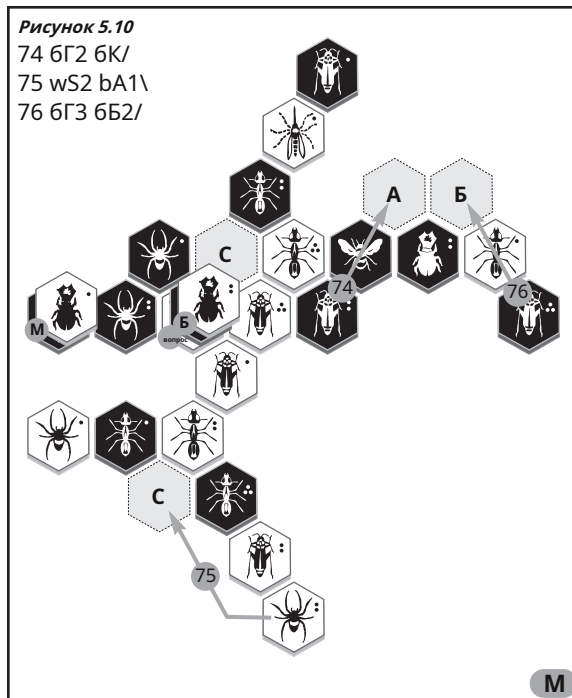 Рисунок 5.10
74 бГ2 бК/
75 wS2 bA1\
76 бГ3 бБ2/
А
Б
С
74
76
М
Б
вопрос
С
75
М